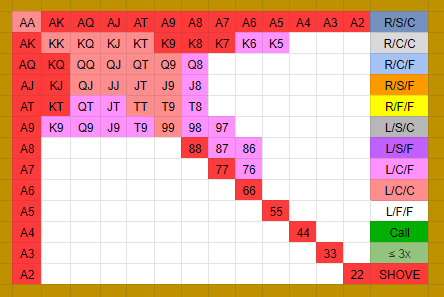 AA AK AQ AJ AT A9 A8 A7 A6 A5 A4 A3 A2 R/S/C
AK KK KQ KJ KT K9 K8 K7 K6 K5 R/C/C
AQ KQ QQ QJ QT Q9 Q8 R/C/F
AJ KJ QJ JJ JT J9 J8 R/S/F
AT KT QT JT TT T9 T8 R/F/F
A9 K9 Q9 J9 T9 99 98 97 L/S/C
A8 88 87 86 L/S/F
A7 77 76 L/C/F
A6 66 L/C/C
A5 55 L/F/F
A4 44 Call
A3 33 ≤ 3x
A2 22 SHOVE